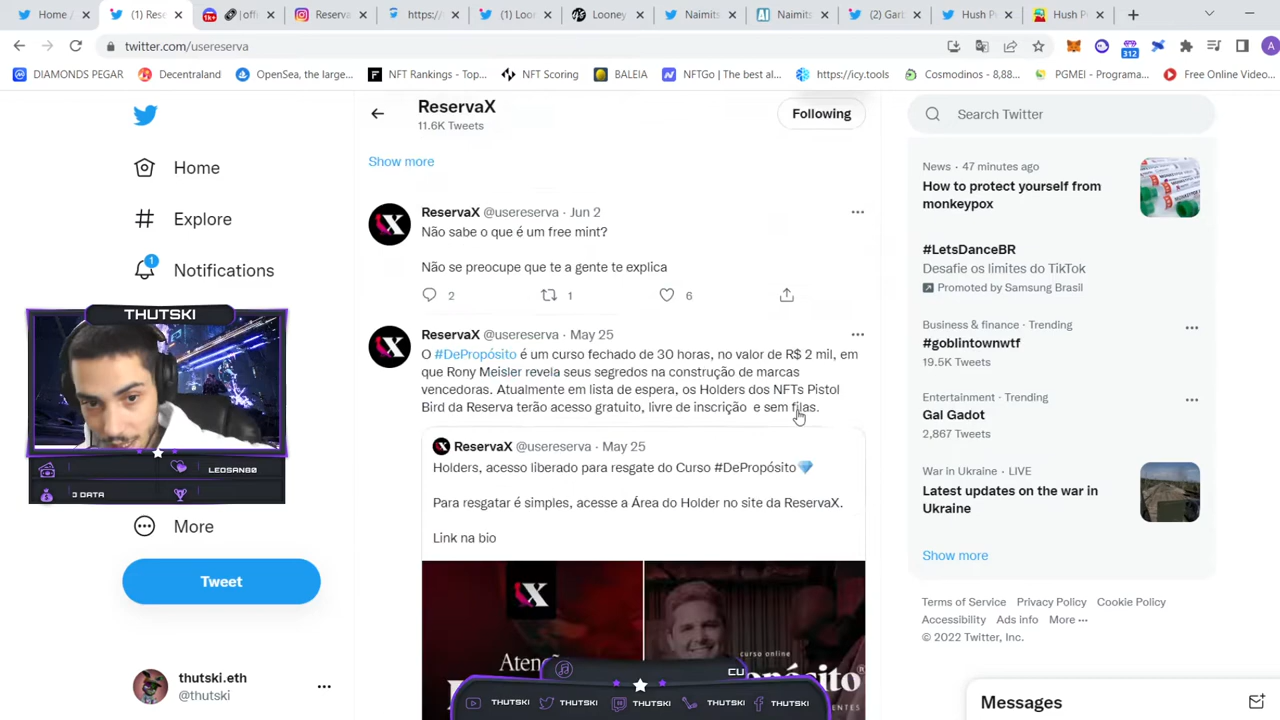 Home /
(1) Rese
| off
Reserva
https://
(1) Loo
Looney
Naimits
Naimits
(2) Garb
Hush P
Hush P
twitter.com/usereserva
312
A
DIAMONDS PEGAR
Decentraland
OpenSea, the large...
NFT Rankings - Top...
NFT Scoring
BALEIA
NFTGo | The best al...
https://icy.tools
Cosmodinos - 8,88...
PGMEI - Programa...
Free Online Video...
Home
Explore
1
Notifications
THUTSKI
LEOSAN80
3 DATA
More
Tweet
thutski.eth
@thutski
ReservaX
11.6K Tweets
Following
Show more
ReservaX @usereserva · Jun 2
Não sabe o que é um free mint?
Não se preocupe que te a gente te explica
2
1
6
ReservaX @usereserva · May 25
O #DePropósito é um curso fechado de 30 horas, no valor de R$ 2 mil, em
que Rony Meisler revela seus segredos na construção de marcas
vencedoras. Atualmente em lista de espera, os Holders dos NFTs Pistol
Bird da Reserva terão acesso gratuito, livre de inscrição e sem filas.
ReservaX @usereserva · May 25
Holders, acesso liberado para resgate do Curso #DePropósito
Para resgatar é simples, acesse a Área do Holder no site da ReservaX.
Link na bio
curso online
CU
THUTSKI
THUTSKI
THUTSKI
THUTSKI
THUTSKI
Search Twitter
News · 47 minutes ago
How to protect yourself from
monkeypox
#LetsDanceBR
Desafie os limites do TikTok
Promoted by Samsung Brasil
Business & finance · Trending
#goblintownwtf
19.5K Tweets
Entertainment · Trending
Gal Gadot
2,867 Tweets
War in Ukraine · LIVE
Latest updates on the war in
Ukraine
Show more
Terms of Service Privacy Policy Cookie Policy
Accessibility Ads info More
© 2022 Twitter, Inc.
Messages